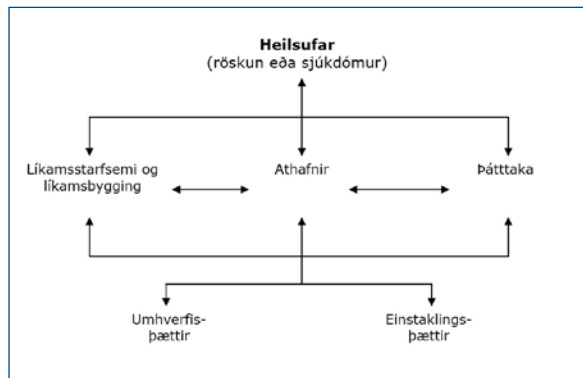 Heilsufar
(röskun eða sjúkdómur)
Líkamsstarfsemi og
líkamsbygging
Athafnir
Þátttaka
Umhverfis-
þættir
Einstaklings-
þættir